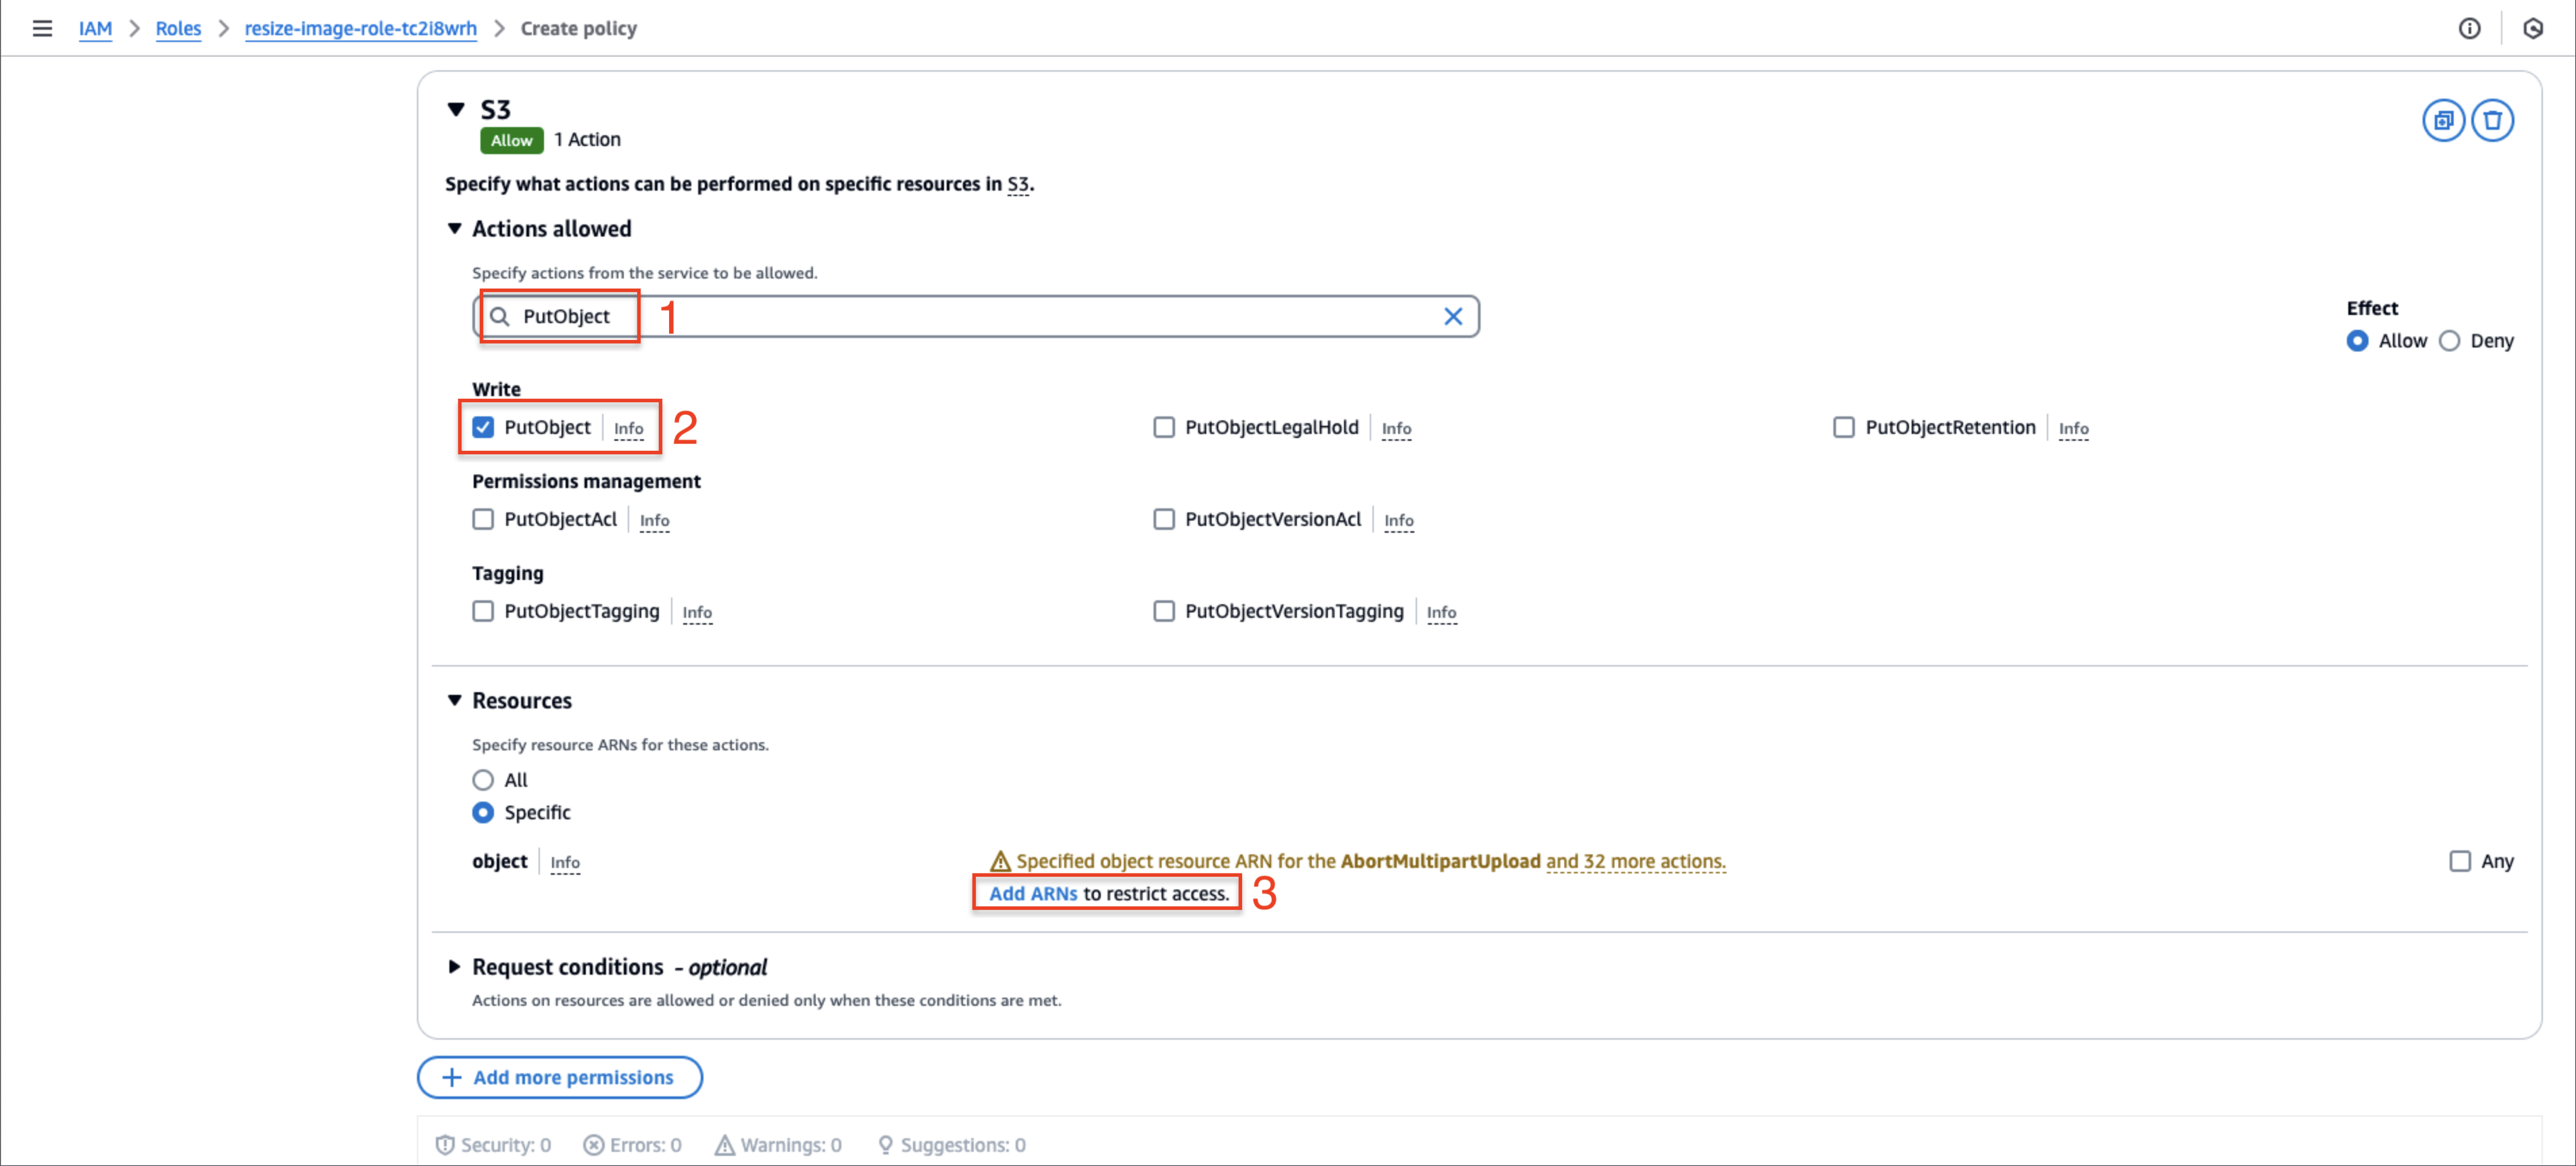 IAM > Roles > resize-image-role-tc2i8wrh > Create policy
S3
Allow 1 Action
Specify what actions can be performed on specific resources in S3.
Actions allowed
Specify actions from the service to be allowed.
PutObject 1
Effect
Allow Deny
Write
PutObject Info 2 PutObjectLegalHold Info PutObjectRetention Info
Permissions management
PutObjectAcl Info PutObjectVersionAcl Info
Tagging
PutObjectTagging Info PutObjectVersionTagging Info
Resources
Specify resource ARNs for these actions.
All
Specific
object Info Specified object resource ARN for the AbortMultipartUpload and 32 more actions. Any
Add ARNs to restrict access. 3
Request conditions - optional
Actions on resources are allowed or denied only when these conditions are met.
+ Add more permissions
Security: 0 Errors: 0 Warnings: 0 Suggestions: 0